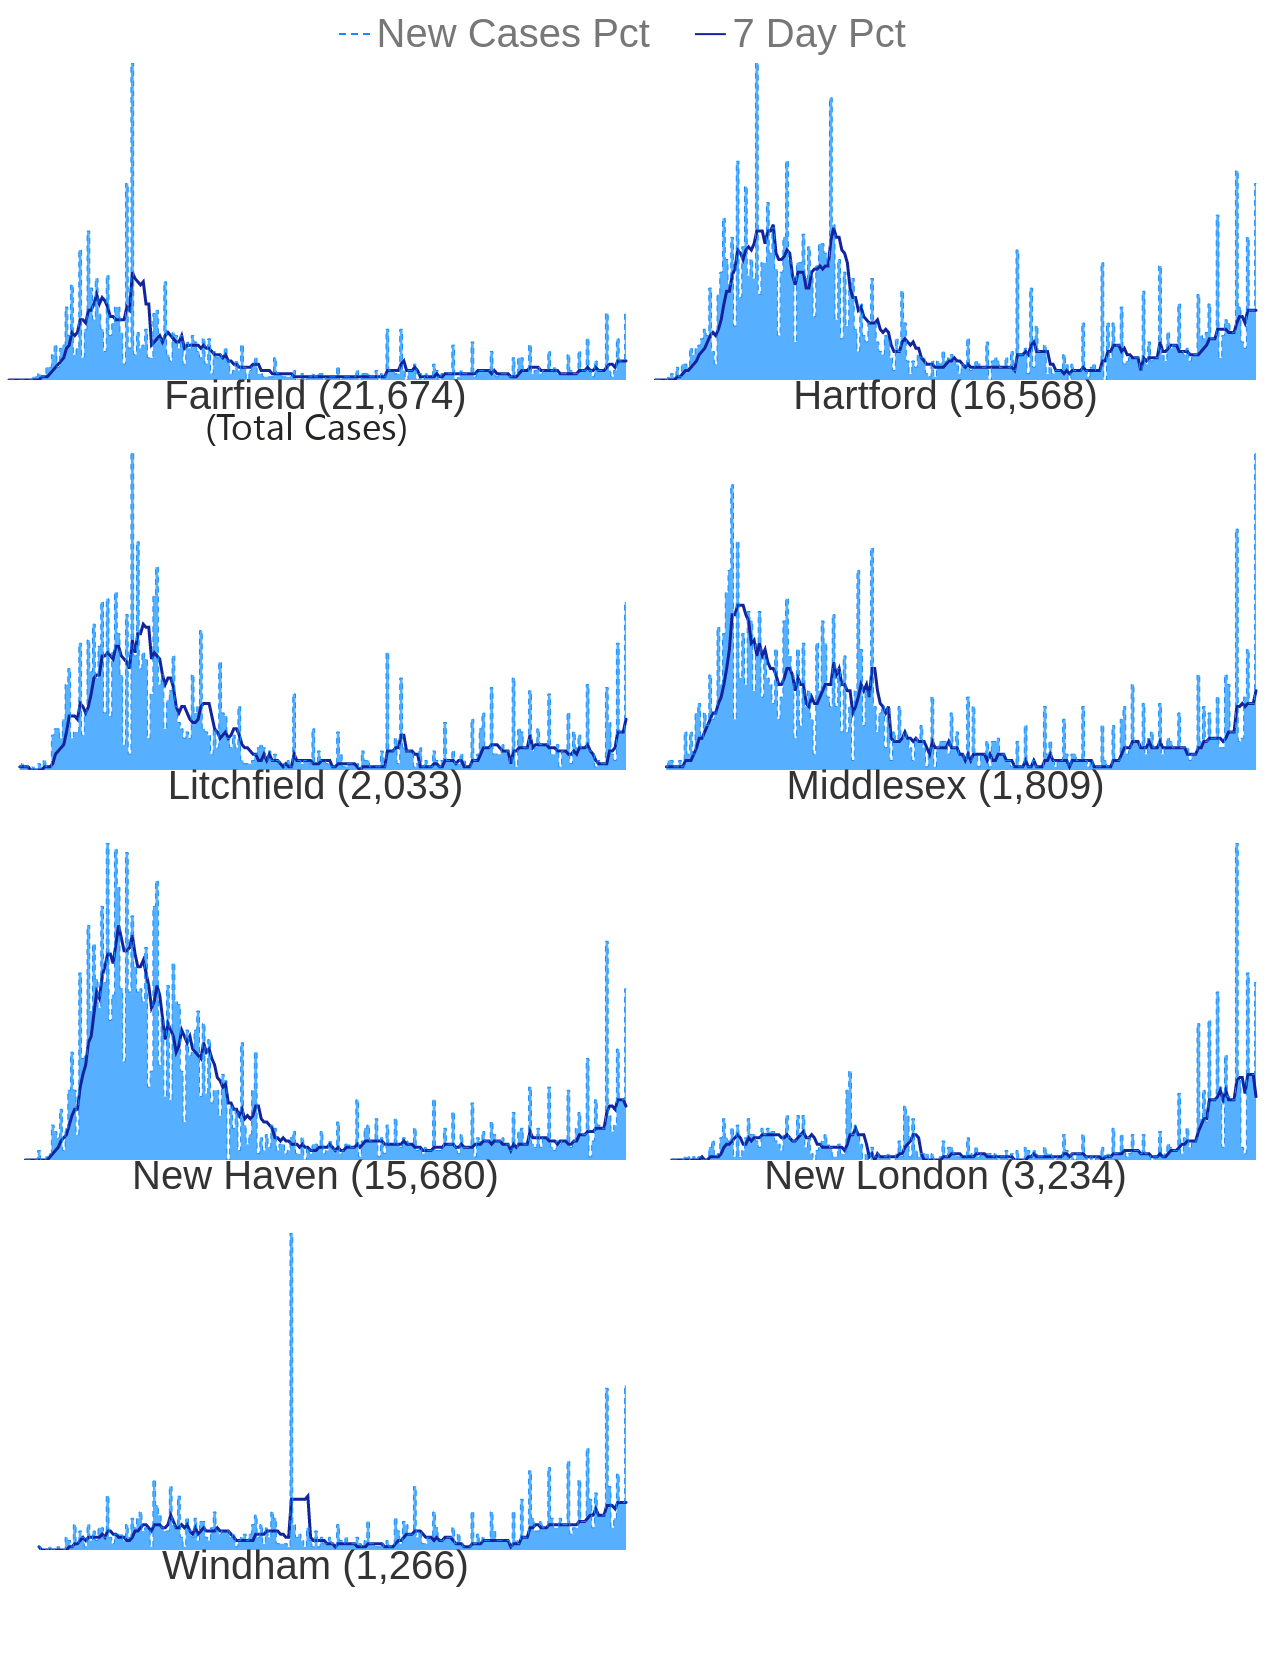 New Cases Pct 7 Day Pct
Fairfield (21,674) Hartford (16,568)
(Total Cases)
Litchfield (2,033) Middlesex (1,809)
New Haven (15,680) New London (3,234)
Windham (1,266)